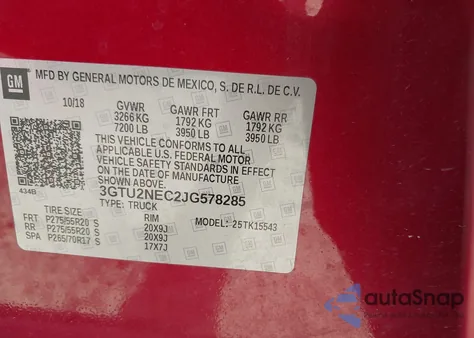 GM
MFD BY GENERAL MOTORS DE MEXICO, S. DE R.L. DE C.V.
10/18 GVWR GAWR FRT GAWR RR
3266 KG 1792 KG 1792 KG
7200 LB 3950 LB 3950 LB
THIS VEHICLE CONFORMS TO ALL
APPLICABLE U.S. FEDERAL MOTOR
VEHICLE SAFETY STANDARDS IN EFFECT
ON THE DATE OF MANUFACTURE
SHOWN ABOVE.
434B 3GTU2NEC2JG578285
TYPE: TRUCK MODEL: 25TK15543
TIRE SIZE RIM
FRT P275/55R20 S 20X9J
RR P275/55R20 S 20X9J
SPA P265/70R17 S 17X7J
autoSnap